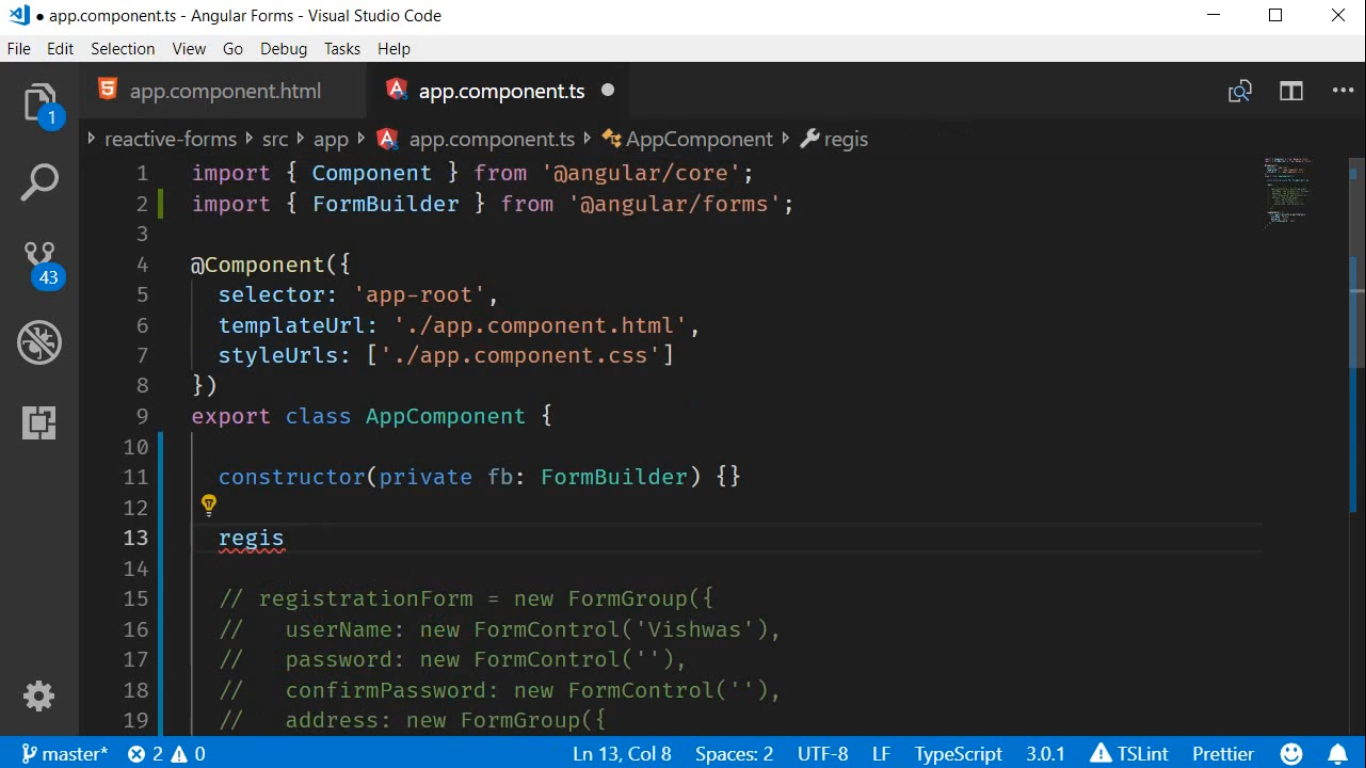 ● app.component.ts - Angular Forms - Visual Studio Code
File Edit Selection View Go Debug Tasks Help
app.component.html app.component.ts
1
reactive-forms src app app.component.ts AppComponent regis
1 import { Component } from '@angular/core';
2 import { FormBuilder } from '@angular/forms';
3
4 @Component({
43
5 selector: 'app-root',
6 templateUrl: './app.component.html',
7 styleUrls: ['./app.component.css']
8 })
9 export class AppComponent {
10
11 constructor(private fb: FormBuilder) {}
12
13 regis
14
15 // registrationForm = new FormGroup({
16 // userName: new FormControl('Vishwas'),
17 // password: new FormControl(''),
18 // confirmPassword: new FormControl(''),
19 // address: new FormGroup({
master* 2 0 Ln 13, Col 8 Spaces: 2 UTF-8 LF TypeScript 3.0.1 TSLint Prettier